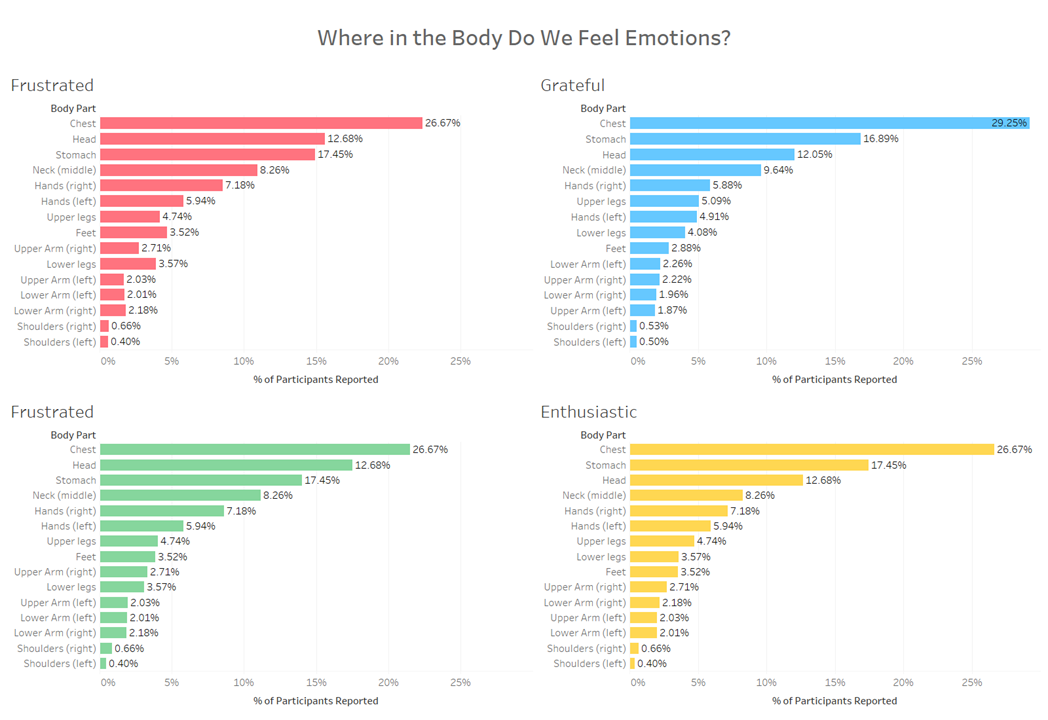 Where in the Body Do We Feel Emotions?
Frustrated
Body Part
Chest 26.67%
Head 12.68%
Stomach 17.45%
Neck (middle) 8.26%
Hands (right) 7.18%
Hands (left) 5.94%
Upper legs 4.74%
Feet 3.52%
Upper Arm (right) 2.71%
Lower legs 3.57%
Upper Arm (left) 2.03%
Lower Arm (left) 2.01%
Lower Arm (right) 2.18%
Shoulders (right) 0.66%
Shoulders (left) 0.40%
0% 5% 10% 15% 20% 25%
% of Participants Reported
Grateful
Body Part
Chest 29.25%
Stomach 16.89%
Head 12.05%
Neck (middle) 9.64%
Hands (right) 5.88%
Upper legs 5.09%
Hands (left) 4.91%
Lower legs 4.08%
Feet 2.88%
Lower Arm (left) 2.26%
Upper Arm (right) 2.22%
Lower Arm (right) 1.96%
Upper Arm (left) 1.87%
Shoulders (right) 0.53%
Shoulders (left) 0.50%
0% 5% 10% 15% 20% 25%
% of Participants Reported
Frustrated
Body Part
Chest 26.67%
Head 12.68%
Stomach 17.45%
Neck (middle) 8.26%
Hands (right) 7.18%
Hands (left) 5.94%
Upper legs 4.74%
Feet 3.52%
Upper Arm (right) 2.71%
Lower legs 3.57%
Upper Arm (left) 2.03%
Lower Arm (left) 2.01%
Lower Arm (right) 2.18%
Shoulders (right) 0.66%
Shoulders (left) 0.40%
0% 5% 10% 15% 20% 25%
% of Participants Reported
Enthusiastic
Body Part
Chest 26.67%
Stomach 17.45%
Head 12.68%
Neck (middle) 8.26%
Hands (right) 7.18%
Hands (left) 5.94%
Upper legs 4.74%
Lower legs 3.57%
Feet 3.52%
Upper Arm (right) 2.71%
Lower Arm (right) 2.18%
Upper Arm (left) 2.03%
Lower Arm (left) 2.01%
Shoulders (right) 0.66%
Shoulders (left) 0.40%
0% 5% 10% 15% 20% 25%
% of Participants Reported